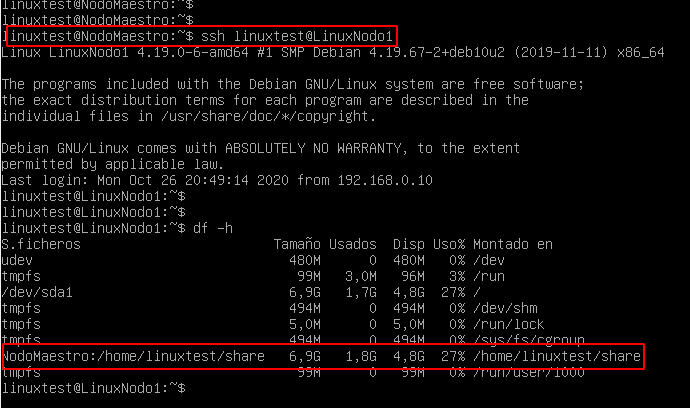 linuxtest@NodoMaestro:~$
linuxtest@NodoMaestro:~$
linuxtest@NodoMaestro:~$ ssh linuxtest@LinuxNodo1
Linux LinuxNodo1 4.19.0-6-amd64 #1 SMP Debian 4.19.67-2+deb10u2 (2019-11-11) x86_64
The programs included with the Debian GNU/Linux system are free software;
the exact distribution terms for each program are described in the
individual files in /usr/share/doc/*/copyright.
Debian GNU/Linux comes with ABSOLUTELY NO WARRANTY, to the extent
permitted by applicable law.
Last login: Mon Oct 26 20:49:14 2020 from 192.168.0.10
linuxtest@LinuxNodo1:~$
linuxtest@LinuxNodo1:~$
linuxtest@LinuxNodo1:~$ df -h
S.ficheros Tamaño Usados Disp Uso% Montado en
udev 480M 0 480M 0% /dev
tmpfs 99M 3,0M 96M 3% /run
/dev/sda1 6,9G 1,7G 4,8G 27% /
tmpfs 494M 0 494M 0% /dev/shm
tmpfs 5,0M 0 5,0M 0% /run/lock
tmpfs 494M 0 494M 0% /sys/fs/cgroup
NodoMaestro:/home/linuxtest/share 6,9G 1,8G 4,8G 27% /home/linuxtest/share
tmpfs 99M 0 99M 0% /run/user/1000
linuxtest@LinuxNodo1:~$